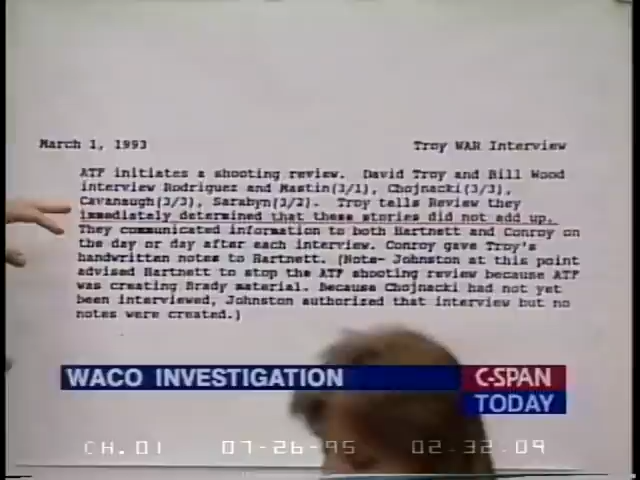 March 1, 1993 Troy WAR Interview
ATF initiates a shooting review. David Troy and Bill Wood
interview Rodriguez and Mastin(3/1), Chojnacki(3/3),
Cavanaugh(3/3), Sarabyn(3/2). Troy tells Review they
immediately determined that these stories did not add up.
They communicated information to both Hartnett and Conroy on
the day or day after each interview. Conroy gave Troy's
handwritten notes to Hartnett. (Note- Johnston at this point
advised Hartnett to stop the ATF shooting review because ATF
was creating Brady material. Because Chojnacki had not yet
been interviewed, Johnston authorized that interview but no
notes were created.)
WACO INVESTIGATION C-SPAN
TODAY
CH.01 07-26-95 02.32.09